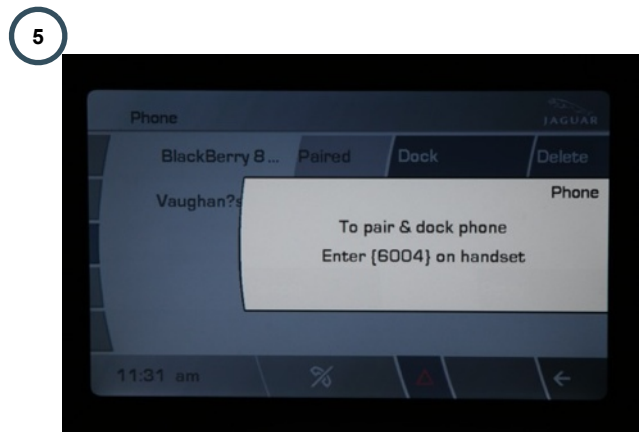 5
Phone
JAGUAR
BlackBerry 8... Paired Dock Delete
Vaughan?s
Phone
To pair & dock phone
Enter {6004} on handset
11:31 am